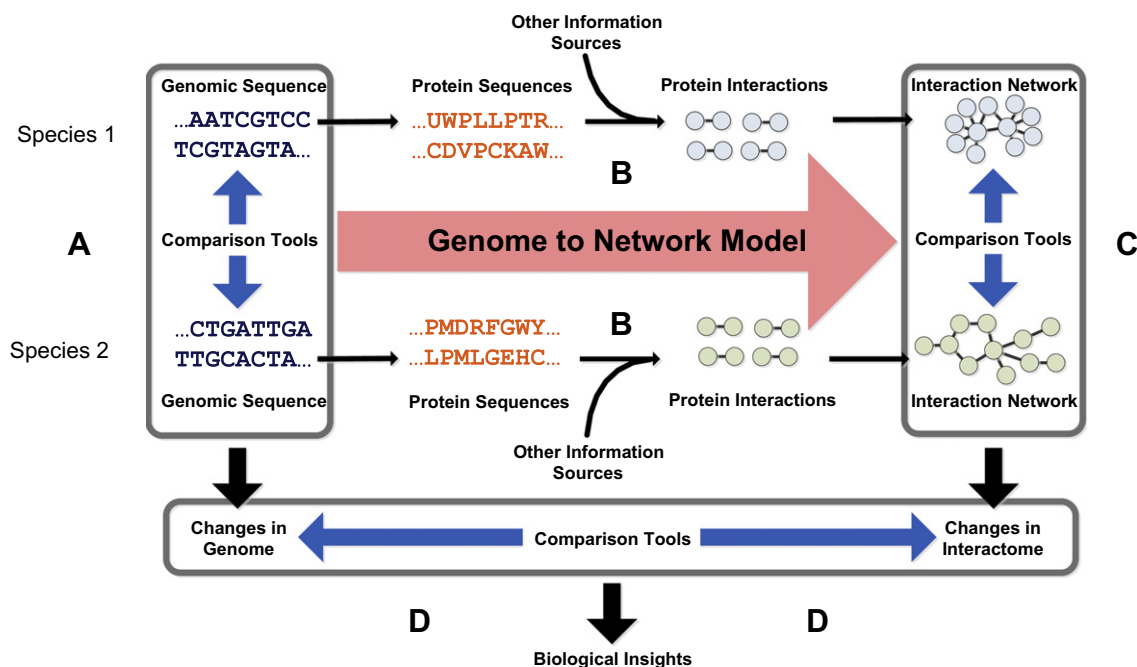 Other Information
Sources
Genomic Sequence
Protein Sequences
Protein Interactions
Interaction Network
Species 1
...AATCGTCC
TCGTAGTA...
...UWPLLPTR...
...CDVPCKAW...
B
A
Comparison Tools
Genome to Network Model
Comparison Tools
C
Species 2
...CTGATTGA
TTGCACTA...
...PMDRFGWY...
...LPMLGEHC...
B
Genomic Sequence
Protein Sequences
Protein Interactions
Interaction Network
Other Information
Sources
Changes in
Genome
Comparison Tools
Changes in
Interactome
D
D
Biological Insights